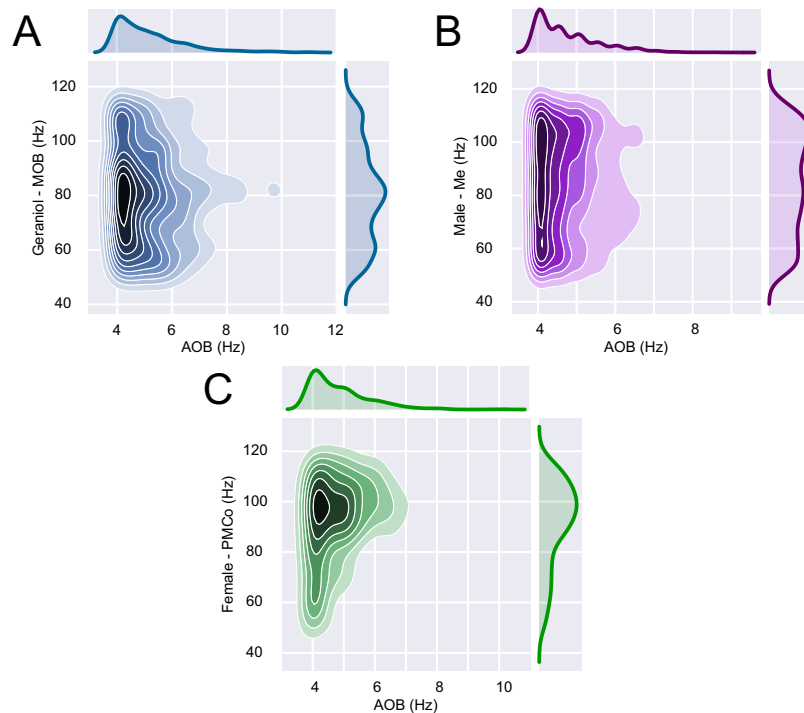 A
Geraniol - MOB (Hz)
120
100
80
60
40
4 6 8 10 12
AOB (Hz)
B
Male - Me (Hz)
120
100
80
60
40
4 6 8
AOB (Hz)
C
Female - PMCo (Hz)
120
100
80
60
40
4 6 8 10
AOB (Hz)